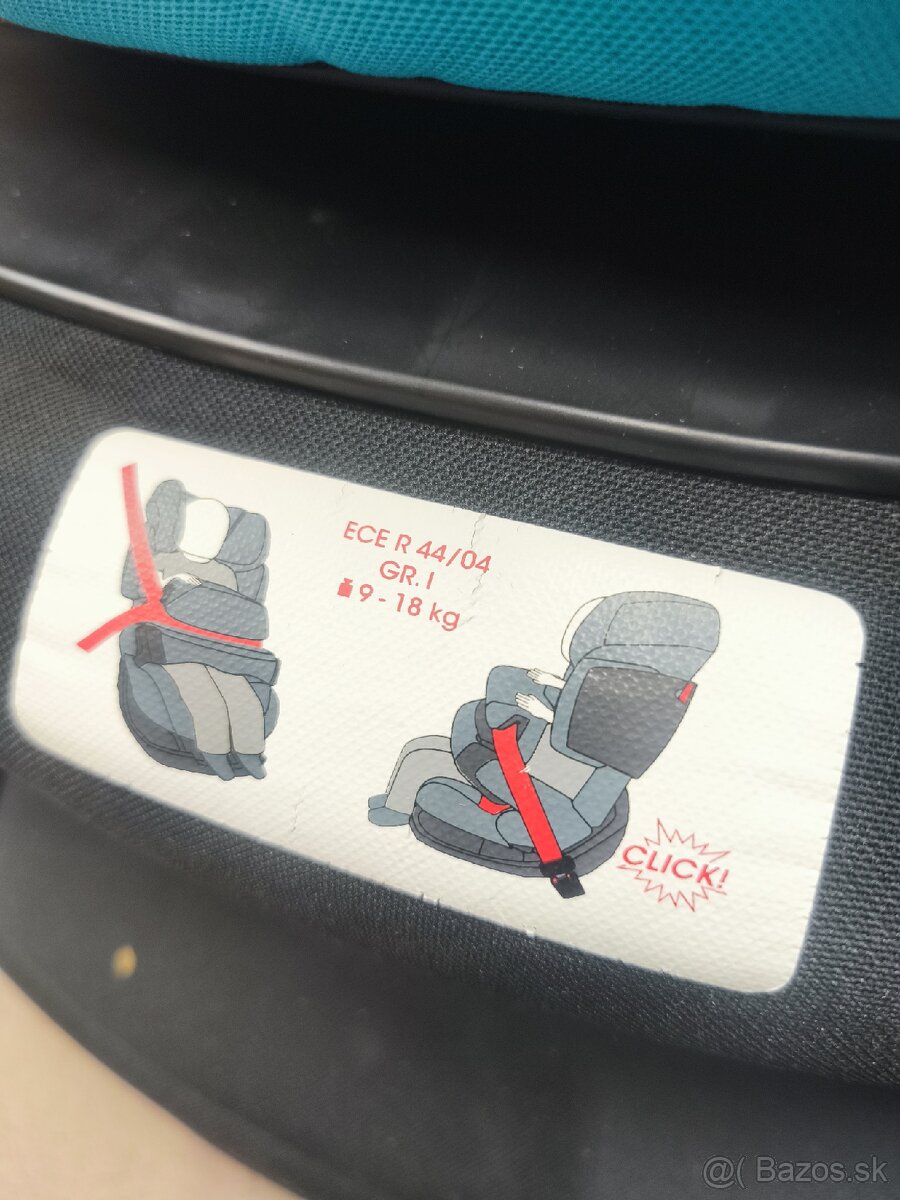 ECE R 44/04
GR. I
9 - 18 kg
CLICK!
@( Bazos.sk